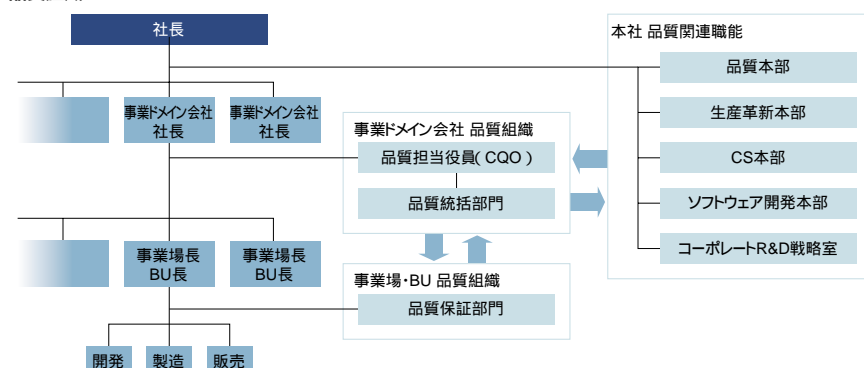 社長
本社 品質関連職能
品質本部
生産革新本部
CS本部
ソフトウェア開発本部
コーポレートR&D戦略室
事業ドメイン会社
社長
事業ドメイン会社
社長
事業ドメイン会社 品質組織
品質担当役員(CQO)
品質統括部門
事業場長
BU長
事業場長
BU長
事業場・BU 品質組織
品質保証部門
開発
製造
販売